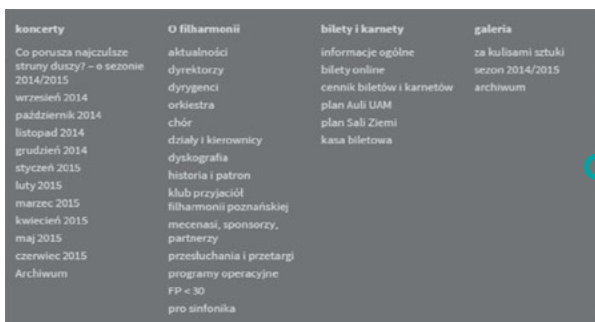 koncerty
Co porusza najczulsze
struny duszy? – o sezonie
2014/2015
wrzesień 2014
październik 2014
listopad 2014
grudzień 2014
styczeń 2015
luty 2015
marzec 2015
kwiecień 2015
maj 2015
czerwiec 2015
Archiwum
O filharmonii
aktualności
dyrektorzy
dyrygenci
orkiestra
chór
działy i kierownicy
dyskografia
historia i patron
klub przyjaciół
filharmonii poznańskiej
mecenasi, sponsorzy,
partnerzy
przesłuchania i przetargi
programy operacyjne
FP < 30
pro sinfonika
bilety i karnety
informacje ogólne
bilety online
cennik biletów i karnetów
plan Auli UAM
plan Sali Ziemi
kasa biletowa
galeria
za kulisami sztuki
sezon 2014/2015
archiwum